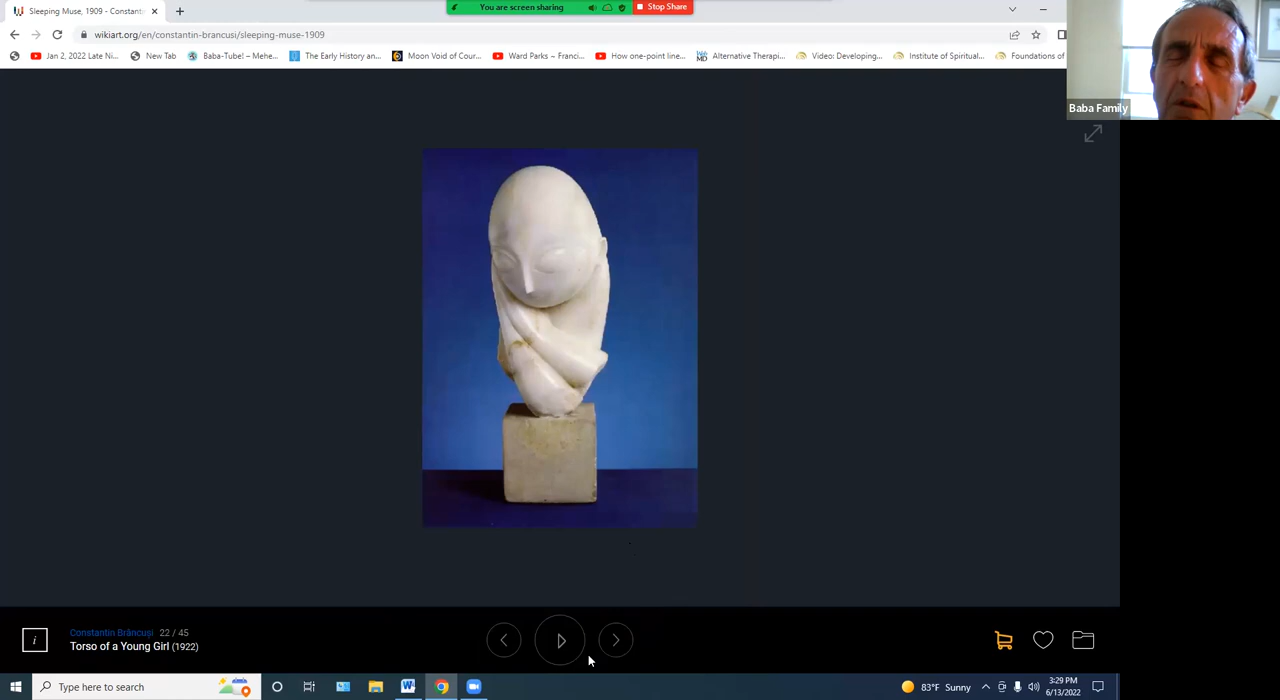 Sleeping Muse, 1909 - Constanti
You are screen sharing
Stop Share
wikiart.org/en/constantin-brancusi/sleeping-muse-1909
Jan 2, 2022 Late Ni...
New Tab
Baba-Tube! – Mehe...
The Early History an...
Moon Void of Cour...
Ward Parks – Franci...
How one-point line...
Alternative Therapi...
Video: Developing...
Institute of Spiritual...
Foundations of
Baba Family
Constantin Brâncuși 22 / 45
Torso of a Young Girl (1922)
Type here to search
83°F Sunny
3:29 PM
6/13/2022